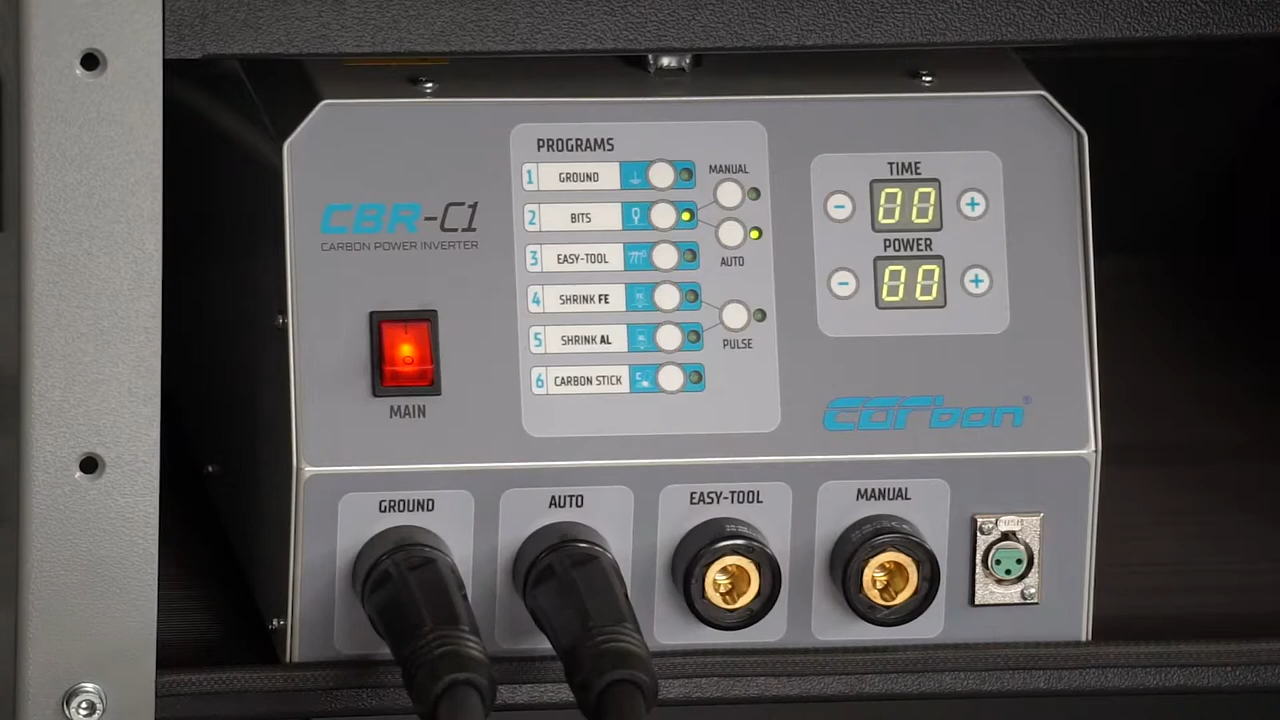 CBR-C1
CARBON POWER INVERTER
MAIN
PROGRAMS
1 GROUND
2 BITS
3 EASY-TOOL
4 SHRINK FE
5 SHRINK AL
6 CARBON STICK
MANUAL
AUTO
PULSE
TIME
- 00 +
POWER
- 00 +
carbon®
GROUND
AUTO
EASY-TOOL
MANUAL
PUSH